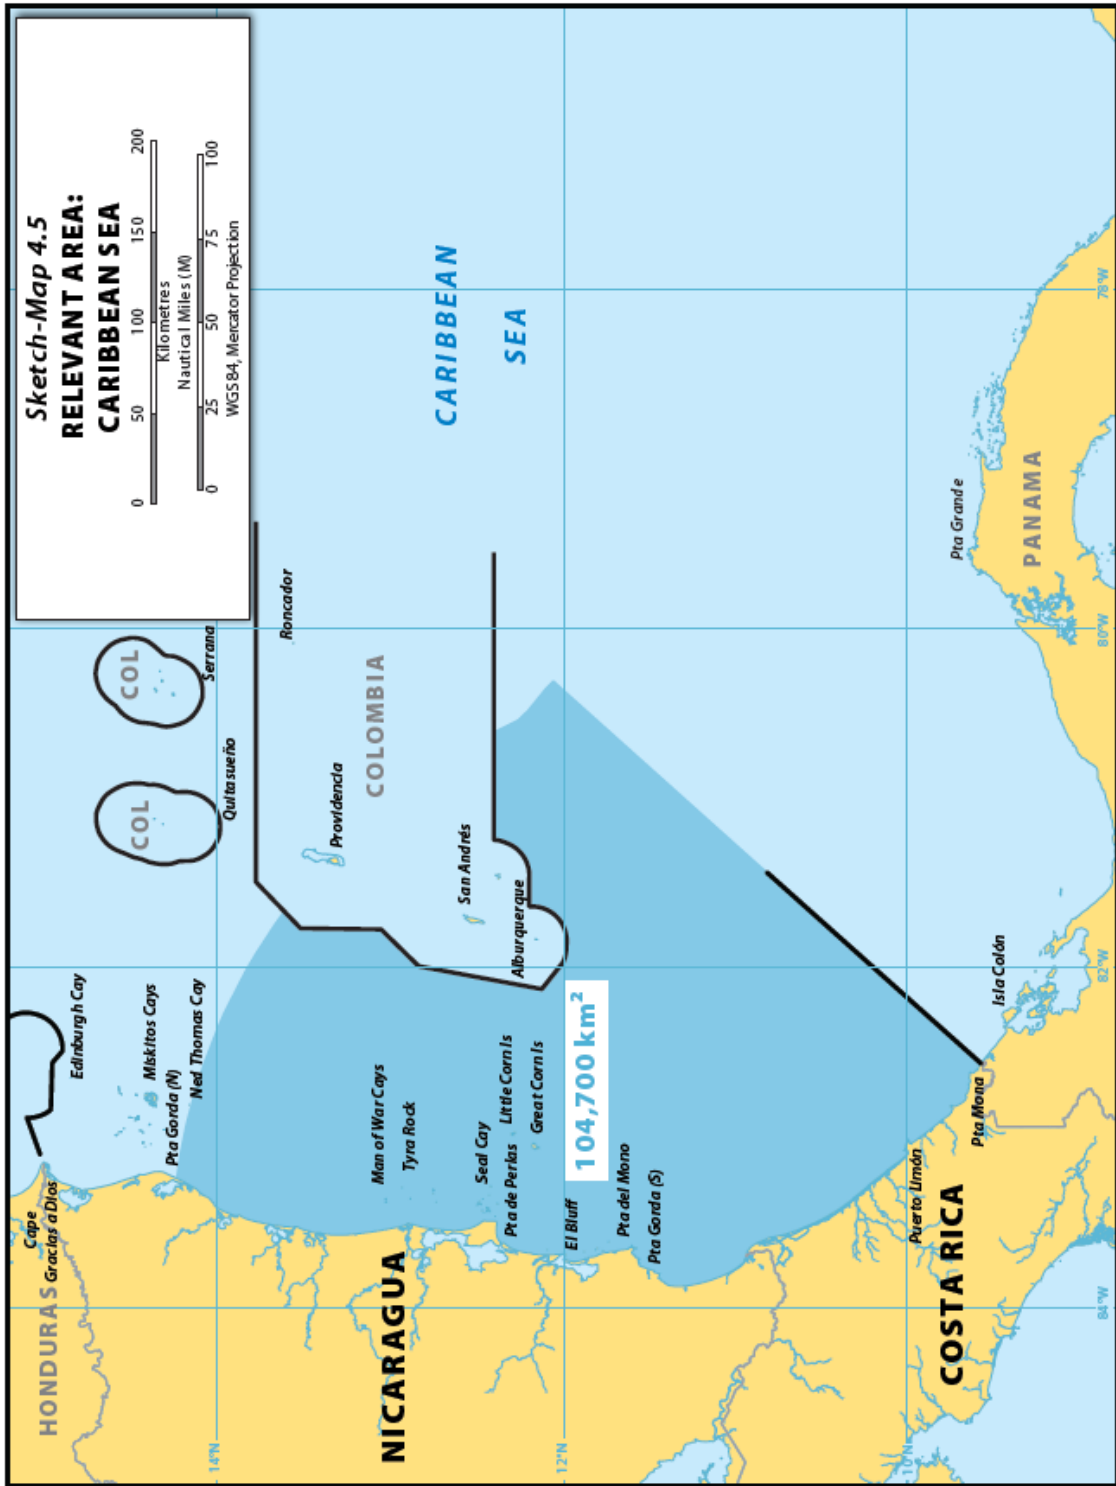 Sketch-Map 4.5
RELEVANT AREA:
CARIBBEAN SEA
0 50 100 150 200
Kilometres
Nautical Miles (M)
0 25 50 75 100
WGS84, Mercator Projection
HONDURAS
Cape
Gracias a Dios
Edinburgh Cay
Miskitos Cays
Pta Gorda (N)
Ned Thomas Cay
COL
Quitasueño
COL
Serrana
14°N
Roncador
Providencia
COLOMBIA
NICARAGUA
Man of War Cays
Tyra Rock
San Andrés
CARIBBEAN
SEA
Seal Cay
Little Corn Is
Pta de Perlas
Great Corn Is
Alburquerque
12°N
El Bluff
104,700 km²
Pta del Mono
Pta Gorda (S)
10°N
Puerto Limón
COSTA RICA
Pta Mona
Isla Colón
Pta Grande
PANAMA
84°W
82°W
80°W
78°W